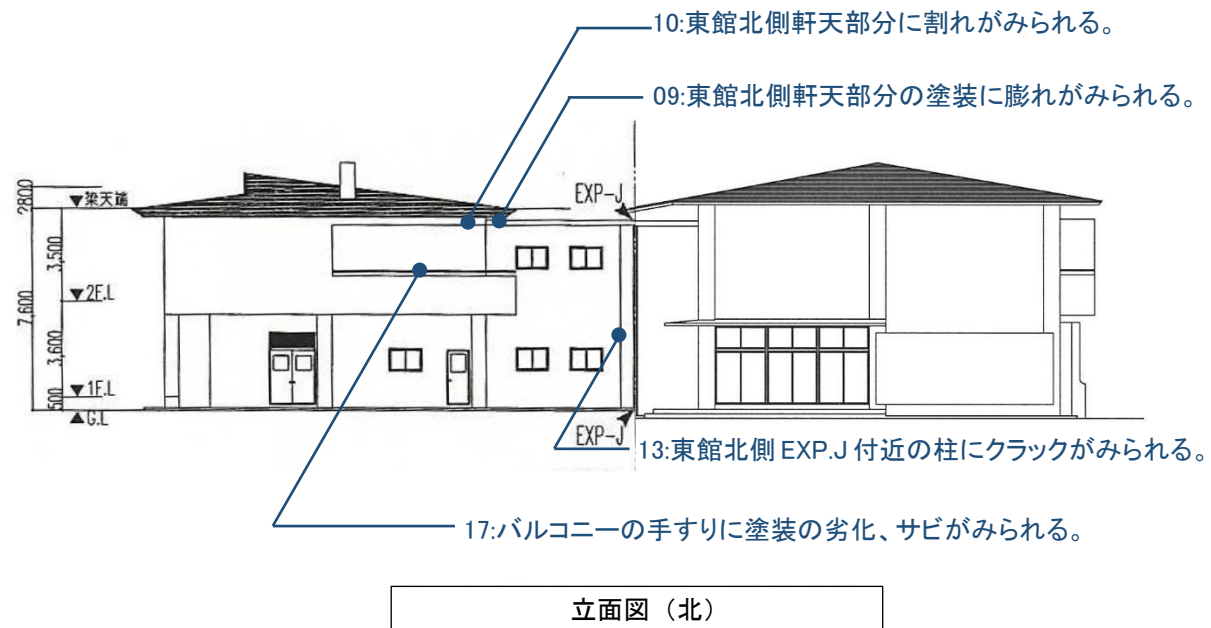 10:東館北側軒天部分に割れがみられる。
09:東館北側軒天部分の塗装に膨れがみられる。
2800
▼梁天端
EXP-J
3,500
▼2F.L
7,600
3,600
▼1F.L
500
▲G.L
EXP-J
13:東館北側 EXP.J 付近の柱にクラックがみられる。
17:バルコニーの手すりに塗装の劣化、サビがみられる。
立面図（北）